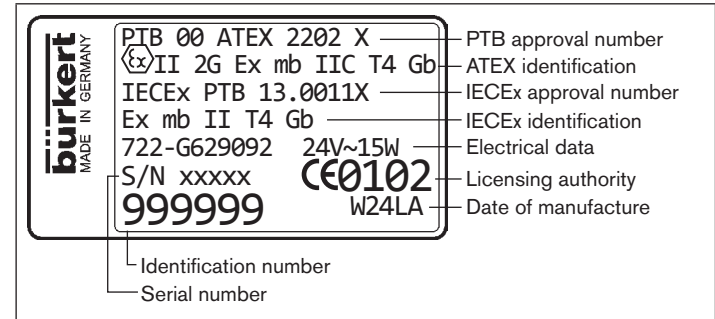 bürkert
MADE IN GERMANY
PTB 00 ATEX 2202 X
Ex II 2G Ex mb IIC T4 Gb
IECEx PTB 13.0011X
Ex mb II T4 Gb
722-G629092 24V~15W
S/N xxxxx CE0102
999999 W24LA
PTB approval number
ATEX identification
IECEx approval number
IECEx identification
Electrical data
Licensing authority
Date of manufacture
Identification number
Serial number